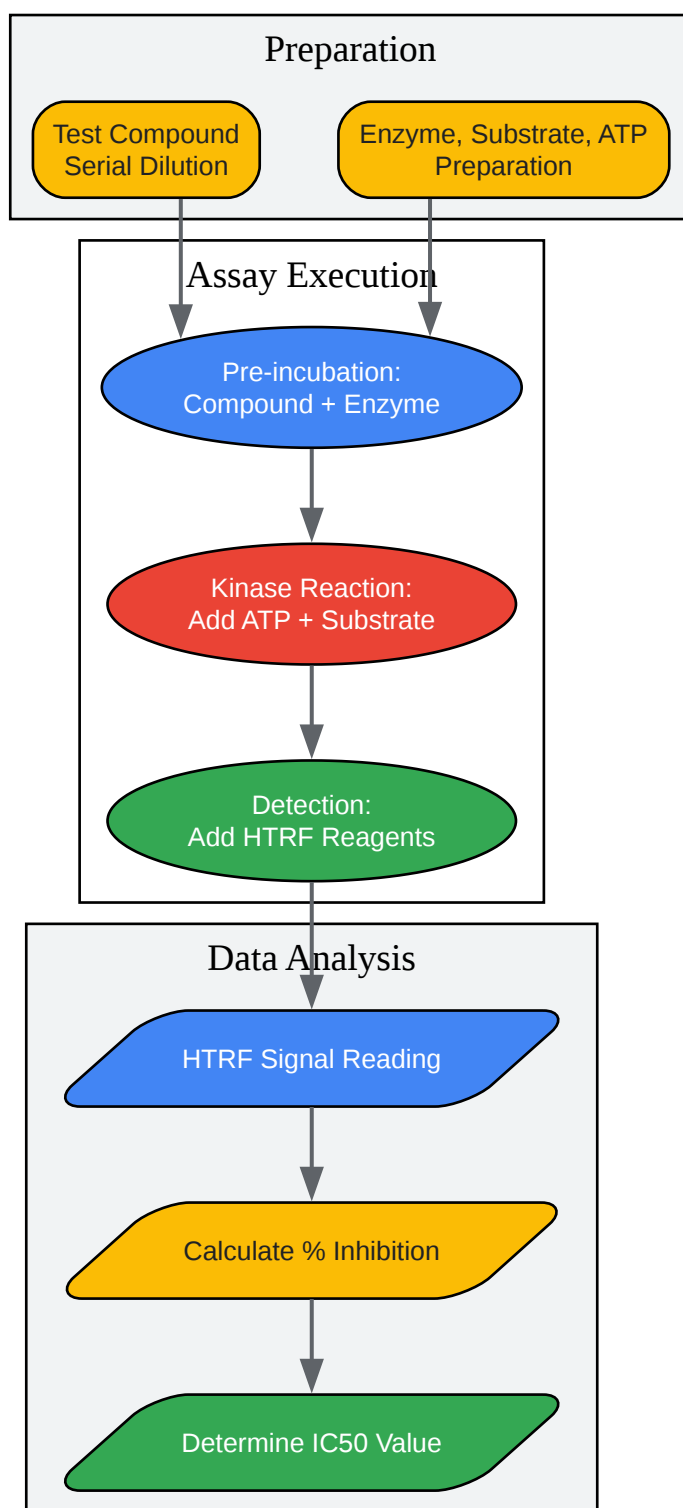 Preparation
Test Compound
Serial Dilution
Enzyme, Substrate, ATP
Preparation
Assay Execution
Pre-incubation:
Compound + Enzyme
Kinase Reaction:
Add ATP + Substrate
Detection:
Add HTRF Reagents
Data Analysis
HTRF Signal Reading
Calculate % Inhibition
Determine IC50 Value